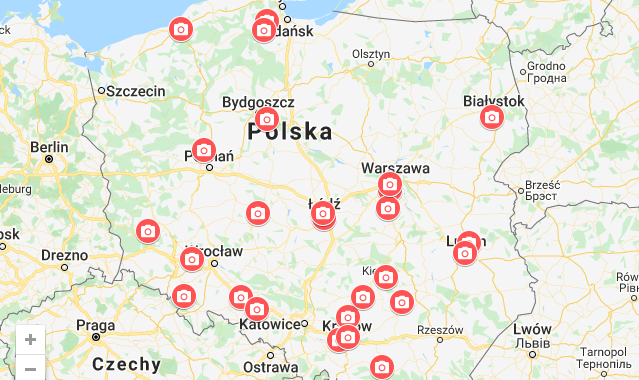 Gdańsk
Olsztyn
Grodno
Гродна
Szczecin
Bydgoszcz
Białystok
Polska
Berlin
Poznań
Warszawa
Brześć
Брэст
Łódź
Wrocław
Lublin
Drezno
Kielce
Katowice
Kraków
Rzeszów
Lwów
Львів
Praga
Czechy
Ostrawa
Tarnopol
Тернопіль
+
−